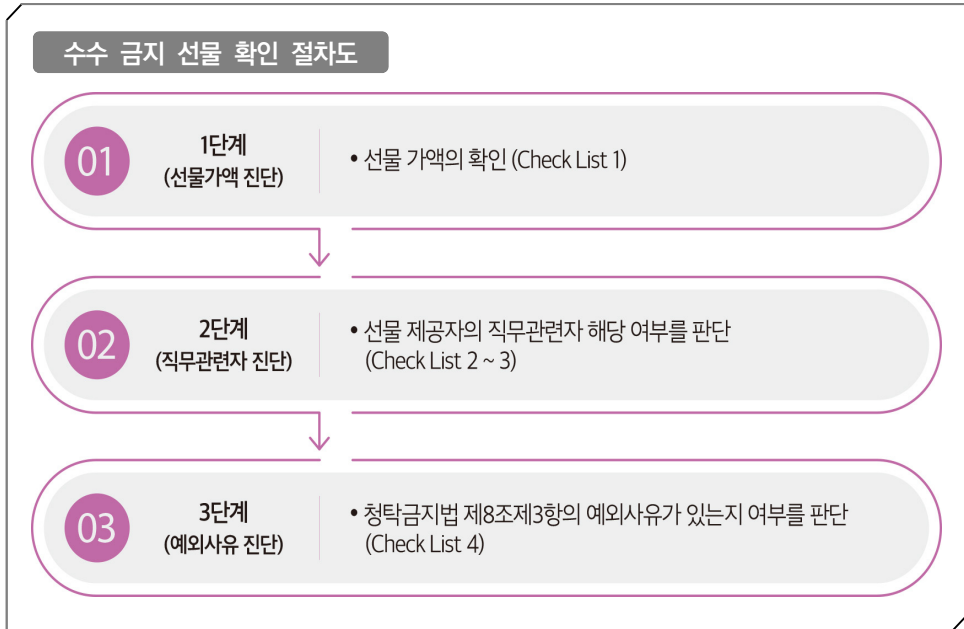 수수 금지 선물 확인 절차도
01
1단계
(선물가액 진단)
• 선물 가액의 확인 (Check List 1)
02
2단계
(직무관련자 진단)
• 선물 제공자의 직무관련자 해당 여부를 판단
(Check List 2 ~ 3)
03
3단계
(예외사유 진단)
• 청탁금지법 제8조제3항의 예외사유가 있는지 여부를 판단
(Check List 4)